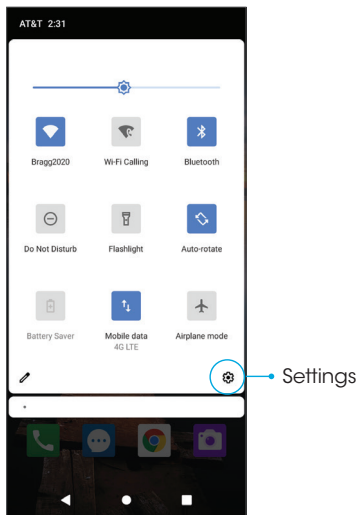 AT&T 2:31
Bragg2020 Wi-Fi Calling Bluetooth
Do Not Disturb Flashlight Auto-rotate
Battery Saver Mobile data Airplane mode
4G LTE
Settings